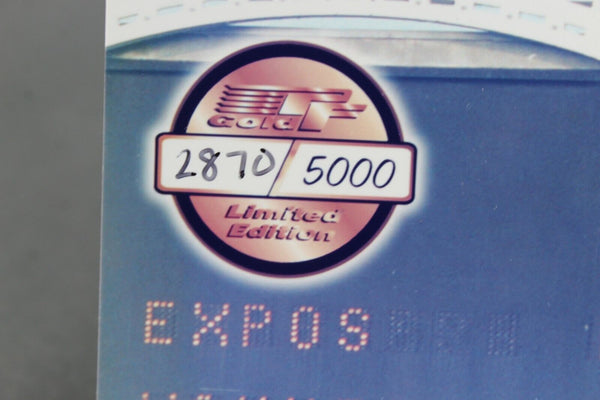 Gold
2870/5000
Limited
Edition
EXPOS